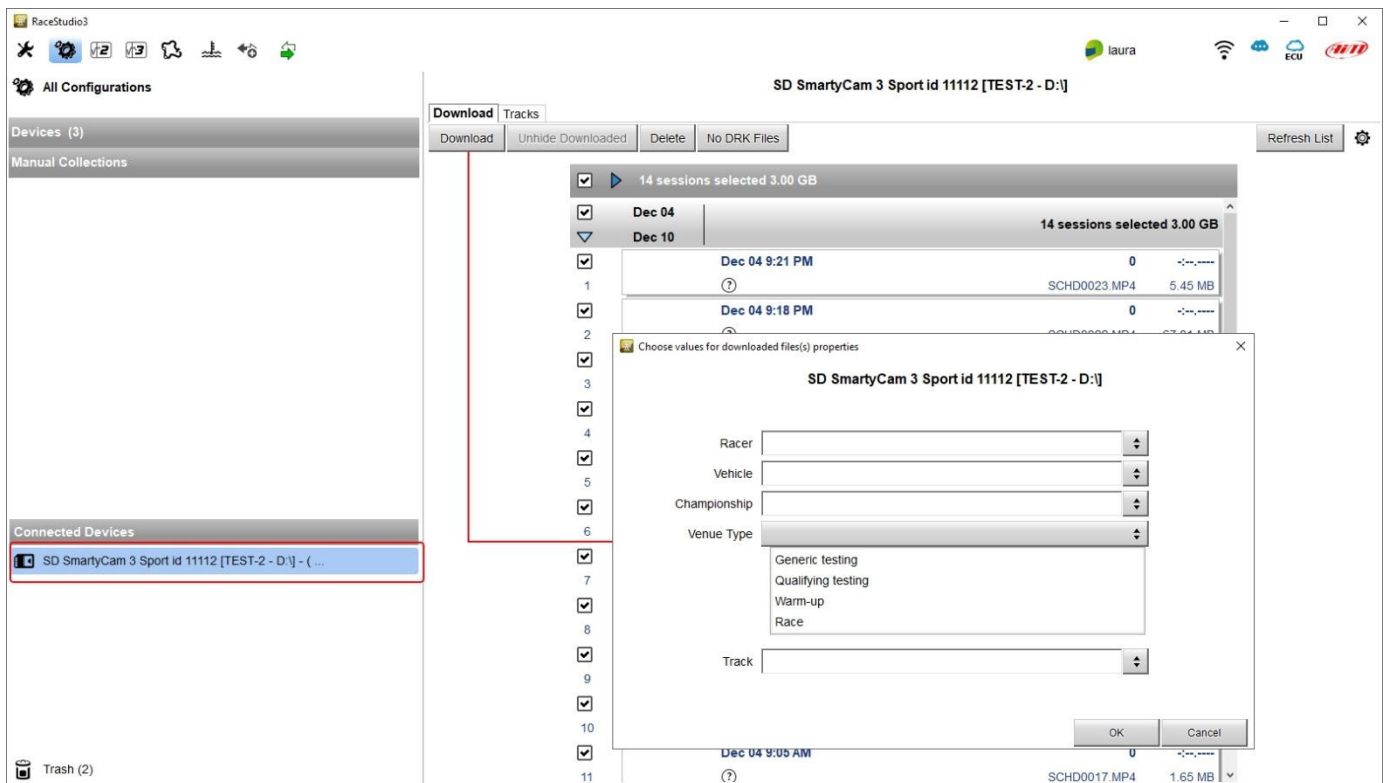 RaceStudio3
laura
ECU
AiM
All Configurations
SD SmartyCam 3 Sport id 11112 [TEST-2 - D:\]
Download Tracks
Devices (3)
Download Unhide Downloaded Delete No DRK Files Refresh List
Manual Collections
14 sessions selected 3.00 GB
Dec 04
14 sessions selected 3.00 GB
Dec 10
Dec 04 9:21 PM 0 -:--.----
1 SCHD0023.MP4 5.45 MB
Dec 04 9:18 PM 0 -:--.----
2
Choose values for downloaded files(s) properties
SD SmartyCam 3 Sport id 11112 [TEST-2 - D:\]
3
4
Racer
5
Vehicle
Championship
Connected Devices
6
Venue Type
SD SmartyCam 3 Sport id 11112 [TEST-2 - D:\] - ( ...
Generic testing
7
Qualifying testing
Warm-up
8
Race
Track
9
10
OK Cancel
Dec 04 9:05 AM 0 -:--.----
Trash (2)
11 SCHD0017.MP4 1.65 MB